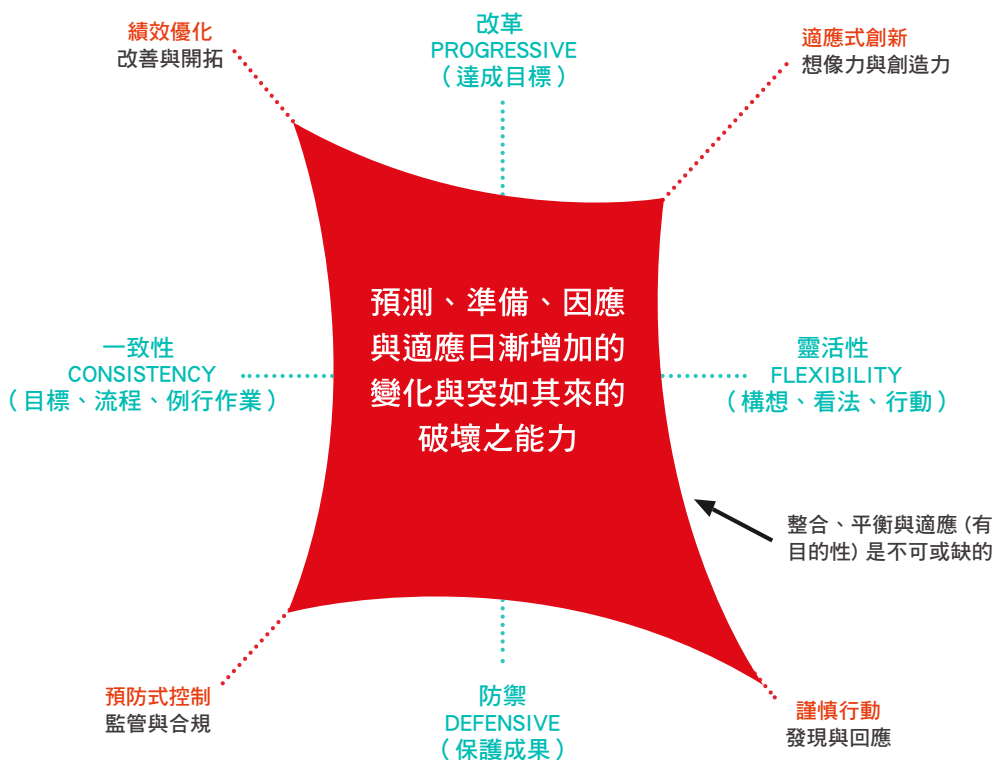 績效優化
改善與開拓
改革
PROGRESSIVE
（達成目標）
適應式創新
想像力與創造力
預測、準備、因應
與適應日漸增加的
變化與突如其來的
破壞之能力
一致性
CONSISTENCY
（目標、流程、例行作業）
靈活性
FLEXIBILITY
（構想、看法、行動）
整合、平衡與適應 (有
目的性) 是不可或缺的
預防式控制
監管與合規
防禦
DEFENSIVE
（保護成果）
謹慎行動
發現與回應